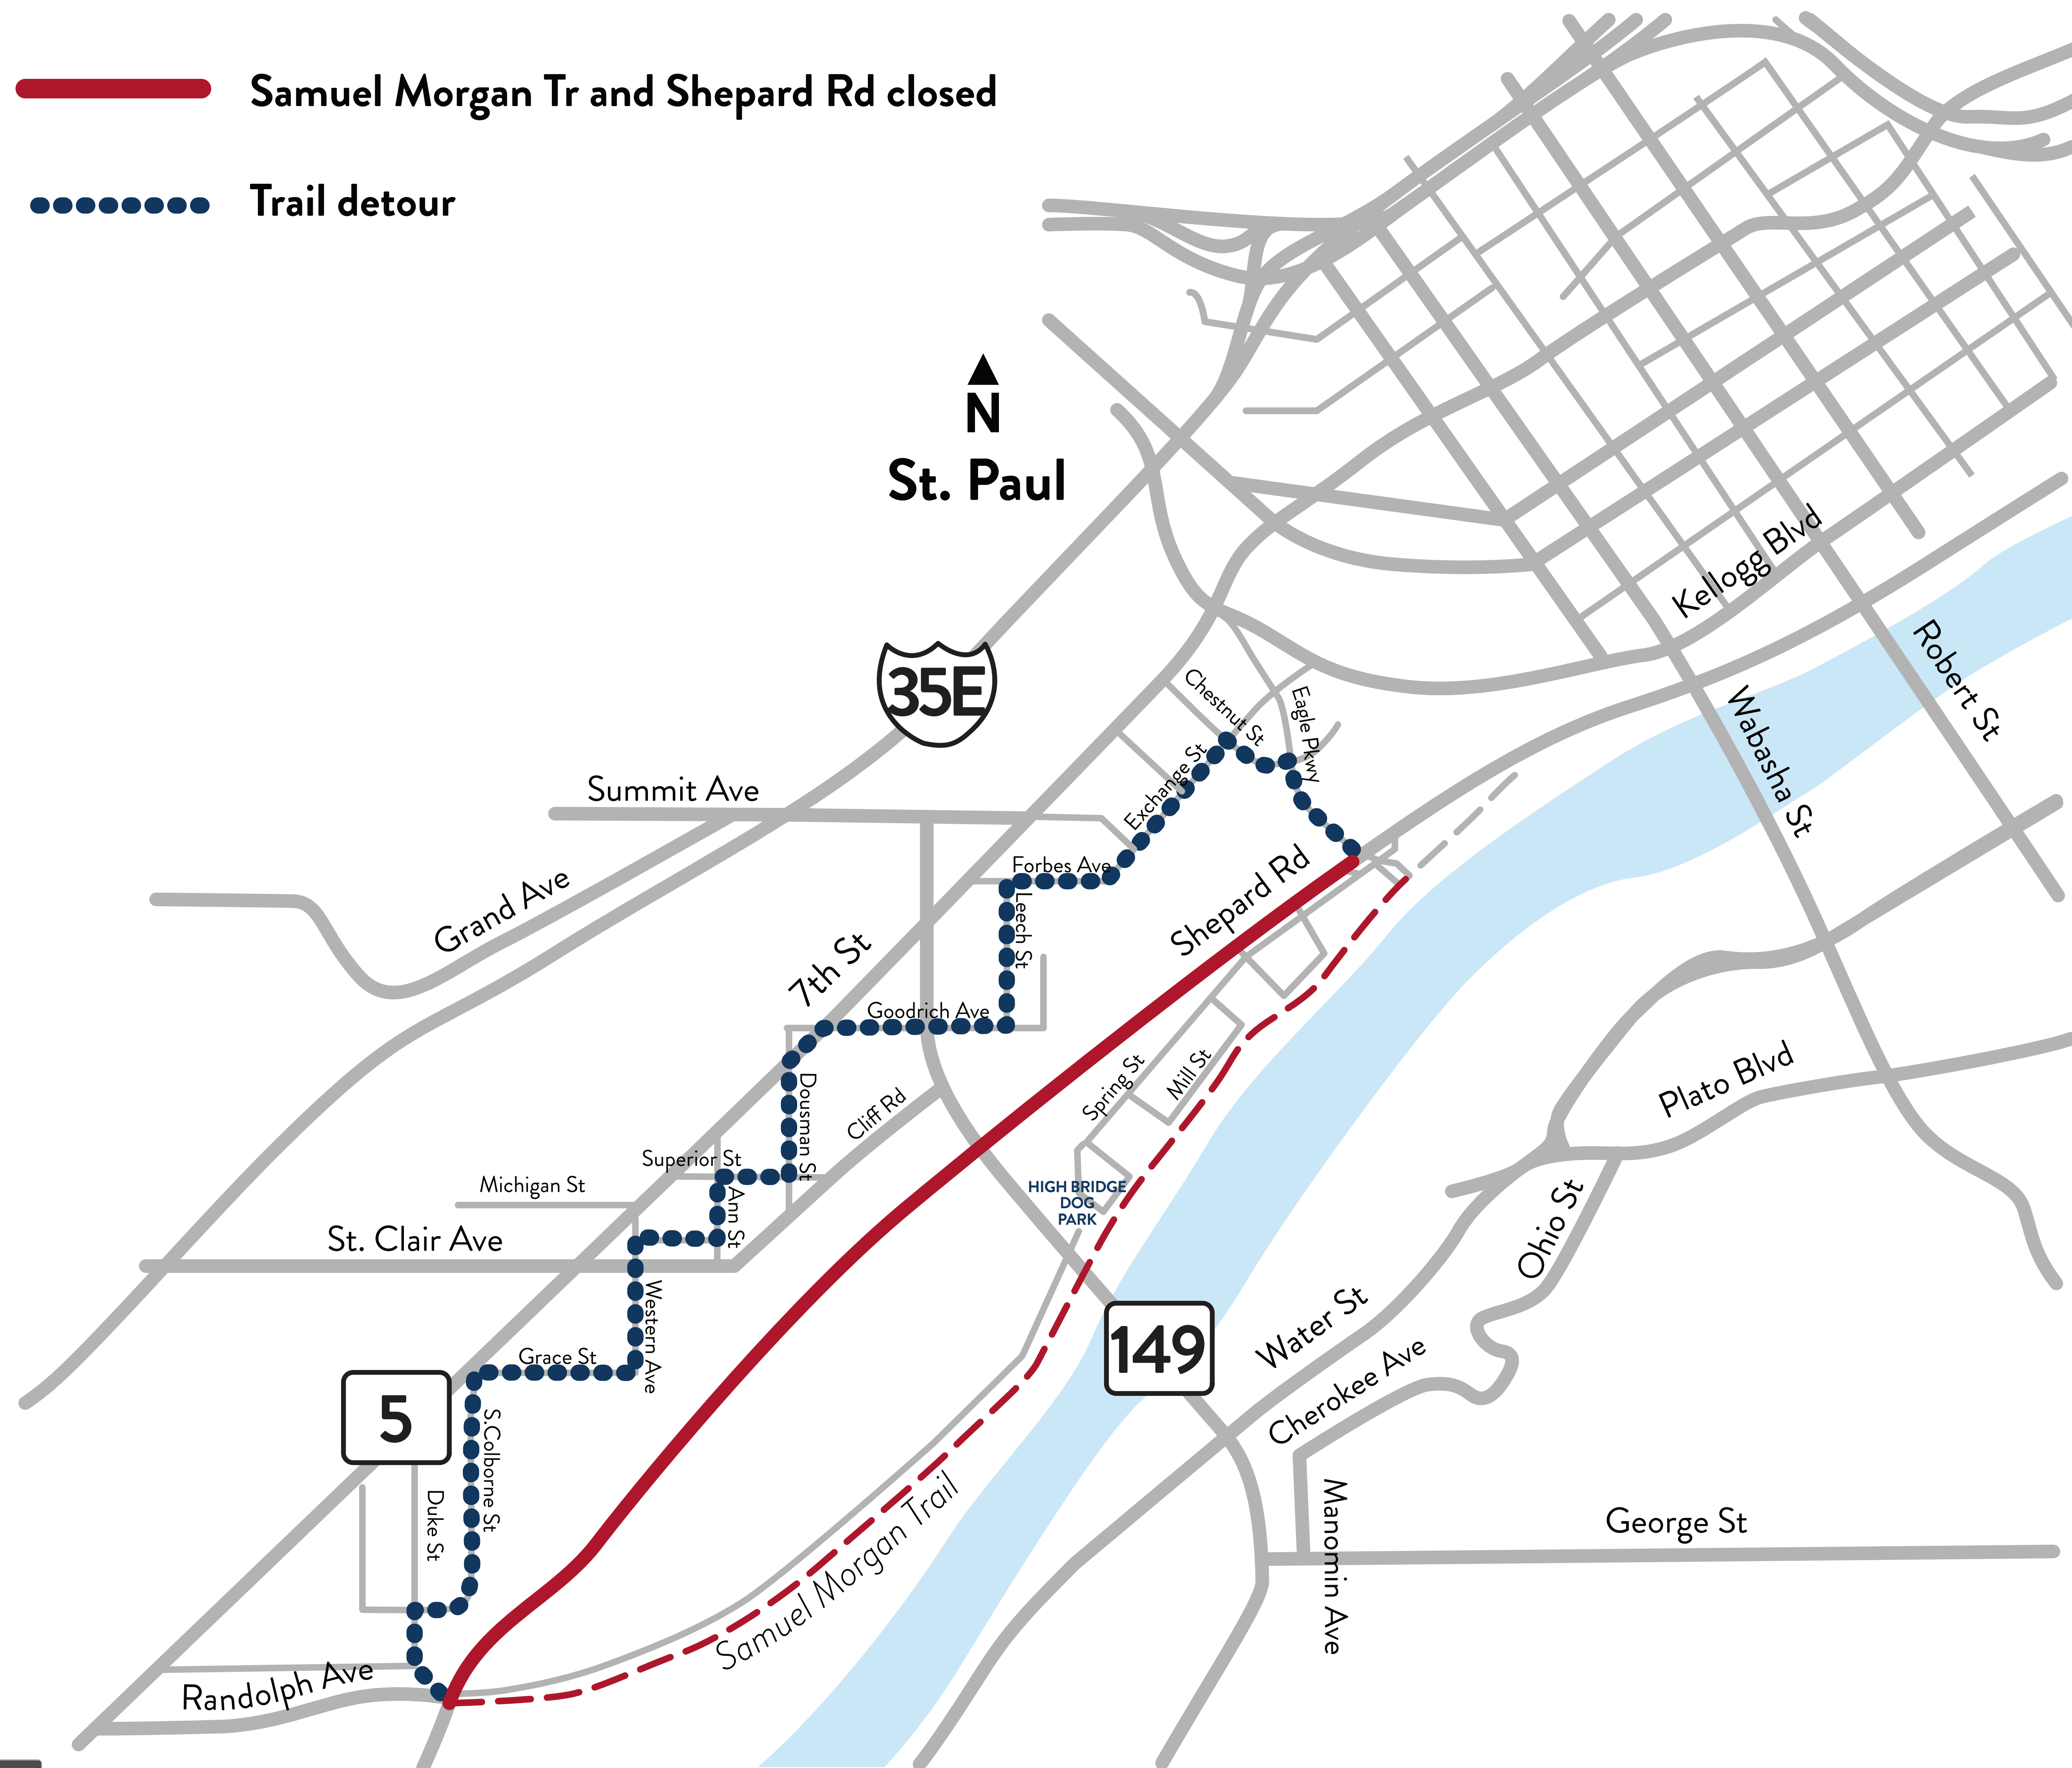 Samuel Morgan Tr and Shepard Rd closed
Trail detour
N
St. Paul
Kellogg Blvd
Robert St
Wabasha St
35E
Chestnut St
Eagle Pkwy
Exchange St
Summit Ave
Grand Ave
Forbes Ave
Shepard Rd
Leech St
7th St
Goodrich Ave
Dousman St
Cliff Rd
Spring St
Mill St
Plato Blvd
Superior St
Michigan St
Ann St
HIGH BRIDGE
DOG
PARK
St. Clair Ave
Ohio St
Western Ave
Water St
149
Cherokee Ave
Grace St
5
S.Colborne St
Duke St
Samuel Morgan Trail
Manomin Ave
George St
Randolph Ave